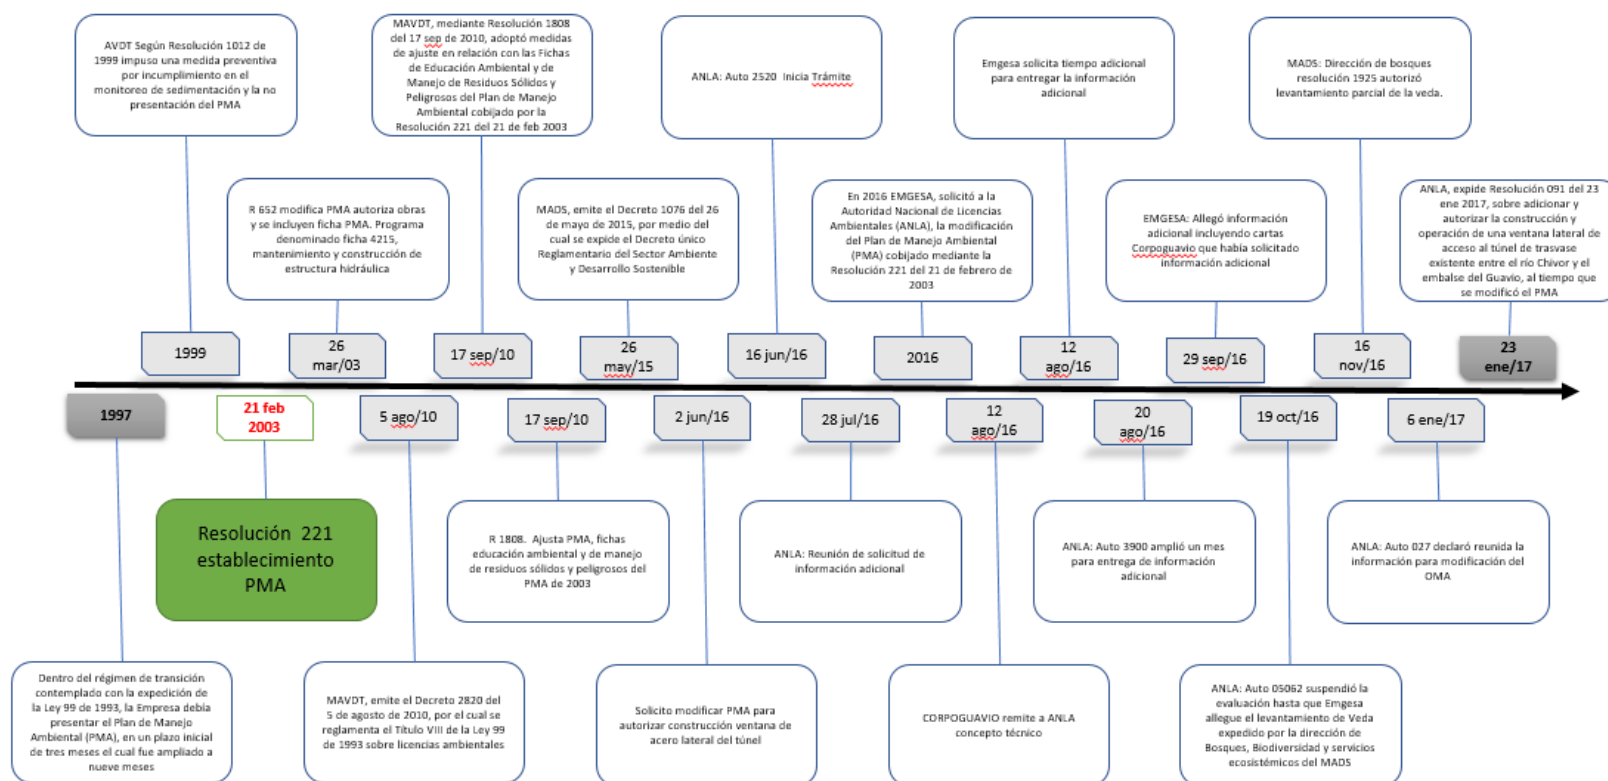 AVDT Según Resolución 1012 de
1999 impuso una medida preventiva
por incumplimiento en el
monitoreo de sedimentación y la no
presentación del PMA
MAVDT, mediante Resolución 1808
del 17 sep de 2010, adoptó medidas
de ajuste en relación con las Fichas
de Educación Ambiental y de
Manejo de Residuos Sólidos y
Peligrosos del Plan de Manejo
Ambiental cobijado por la
Resolución 221 del 21 de feb 2003
ANLA: Auto 2520 Inicia Trámite
Emgesa solicita tiempo adicional
para entregar la información
adicional
MADS: Dirección de bosques
resolución 1925 autorizó
levantamiento parcial de la veda.
R 652 modifica PMA autoriza obras
y se incluyen ficha PMA. Programa
denominado ficha 4215,
mantenimiento y construcción de
estructura hidráulica
MADS, emite el Decreto 1076 del 26
de mayo de 2015, por medio del
cual se expide el Decreto único
Reglamentario del Sector Ambiente
y Desarrollo Sostenible
En 2016 EMGESA, solicitó a la
Autoridad Nacional de Licencias
Ambientales (ANLA), la modificación
del Plan de Manejo Ambiental
(PMA) cobijado mediante la
Resolución 221 del 21 de febrero de
2003
EMGESA: Allegó información
adicional incluyendo cartas
Corpoguavio que había solicitado
información adicional
ANLA, expide Resolución 091 del 23
ene 2017, sobre adicionar y
autorizar la construcción y
operación de una ventana lateral de
acceso al túnel de trasvase
existente entre el río Chivor y el
embalse del Guavio, al tiempo que
se modificó el PMA
1999
26
mar/03
17 sep/10
26
may/15
16 jun/16
2016
12
ago/16
29 sep/16
16
nov/16
23
ene/17
1997
21 feb
2003
5 ago/10
17 sep/10
2 jun/16
28 jul/16
12
ago/16
20
ago/16
19 oct/16
6 ene/17
Resolución 221
establecimiento
PMA
R 1808. Ajusta PMA, fichas
educación ambiental y de manejo
de residuos sólidos y peligrosos del
PMA de 2003
ANLA: Reunión de solicitud de
información adicional
ANLA: Auto 3900 amplió un mes
para entrega de información
adicional
ANLA: Auto 027 declaró reunida la
información para modificación del
OMA
Dentro del régimen de transición
contemplado con la expedición de
la Ley 99 de 1993, la Empresa debía
presentar el Plan de Manejo
Ambiental (PMA), en un plazo inicial
de tres meses el cual fue ampliado a
nueve meses
MAVDT, emite el Decreto 2820 del
5 de agosto de 2010, por el cual se
reglamenta el Título VIII de la Ley 99
de 1993 sobre licencias ambientales
Solicito modificar PMA para
autorizar construcción ventana de
acero lateral del túnel
CORPOGUAVIO remite a ANLA
concepto técnico
ANLA: Auto 05062 suspendió la
evaluación hasta que Emgesa
allegue el levantamiento de Veda
expedido por la dirección de
Bosques, Biodiversidad y servicios
ecosistémicos del MADS